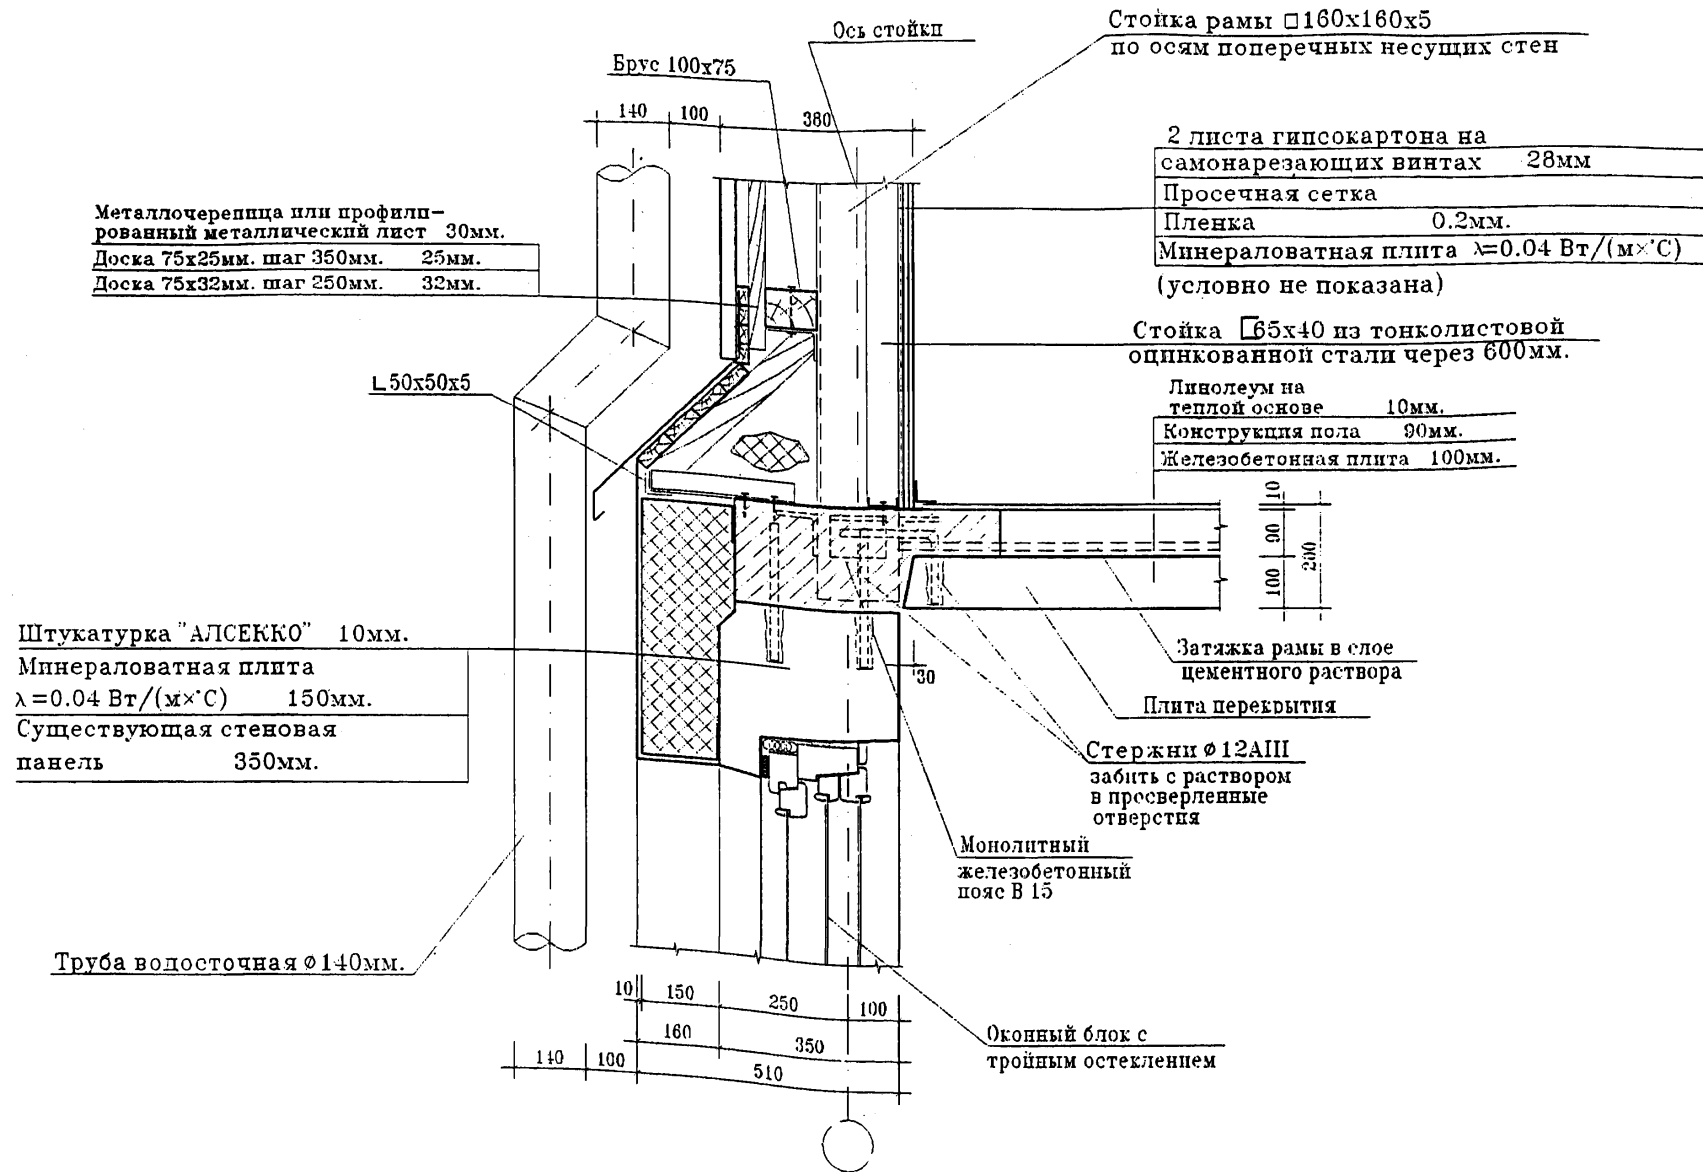 Ось стойкп
Стойка рамы □160х160х5
по осям поперечных несущих стен
Брус 100х75
140
100
380
2 листа гипсокартона на
самонарезающих винтах 28мм
Просечная сетка
Пленка 0.2мм.
Минераловатная плита λ=0.04 Вт/(м×°С)
(условно не показана)
Металлочерепица или профили-
рованный металлический лист 30мм.
Доска 75х25мм. шаг 350мм. 25мм.
Доска 75х32мм. шаг 250мм. 32мм.
Стойка [65х40 из тонколистовой
оцинкованной стали через 600мм.
∟50х50х5
Линолеум на
теплой основе 10мм.
Конструкция пола 90мм.
Железобетонная плита 100мм.
10
90
100
200
Штукатурка "АЛСЕККО" 10мм.
Минераловатная плита
λ=0.04 Вт/(м×°С) 150мм.
Существующая стеновая
панель 350мм.
30
Затяжка рамы в слое
цементного раствора
Плита перекрытия
Стержни ⌀12АIII
забить с раствором
в просверленные
отверстия
Монолитный
железобетонный
пояс В 15
Труба водосточная ⌀140мм.
10
150
250
100
160
350
140
100
510
Оконный блок с
тройным остеклением